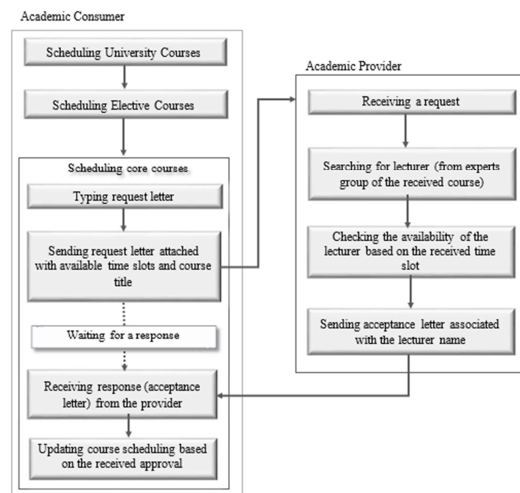 Academic Consumer
Scheduling University Courses
Scheduling Elective Courses
Scheduling core courses
Typing request letter
Sending request letter attached
with available time slots and course
title
Waiting for a response
Receiving response (acceptance
letter) from the provider
Updating course scheduling based
on the received approval
Academic Provider
Receiving a request
Searching for lecturer (from experts
group of the received course)
Checking the availability of the
lecturer based on the received time
slot
Sending acceptance letter associated
with the lecturer name